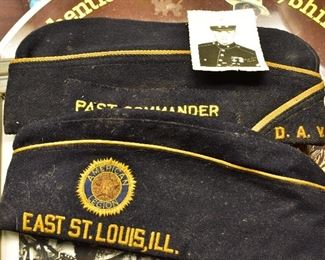 PAST COMMANDER
D. A. V.
AMERICAN
LEGION
EAST ST. LOUIS, ILL.